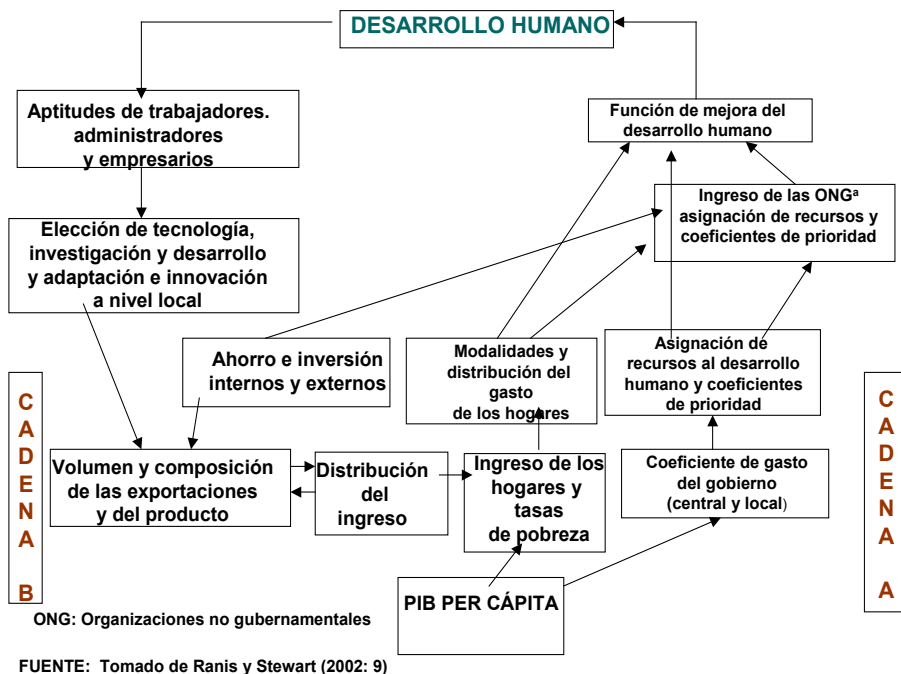 DESARROLLO HUMANO
Aptitudes de trabajadores.
administradores
y empresarios
Función de mejora del
desarrollo humano
Ingreso de las ONGª
asignación de recursos y
coeficientes de prioridad
Elección de tecnología,
investigación y desarrollo
y adaptación e innovación
a nivel local
Ahorro e inversión
internos y externos
Modalidades y
distribución del
gasto
de los hogares
Asignación de
recursos al desarrollo
humano y coeficientes
de prioridad
C
A
D
E
N
A
B
Volumen y composición
de las exportaciones
y del producto
Distribución
del
ingreso
Ingreso de los
hogares y
tasas
de pobreza
Coeficiente de gasto
del gobierno
(central y local)
C
A
D
E
N
A
A
PIB PER CÁPITA
ONG: Organizaciones no gubernamentales
FUENTE: Tomado de Ranis y Stewart (2002: 9)